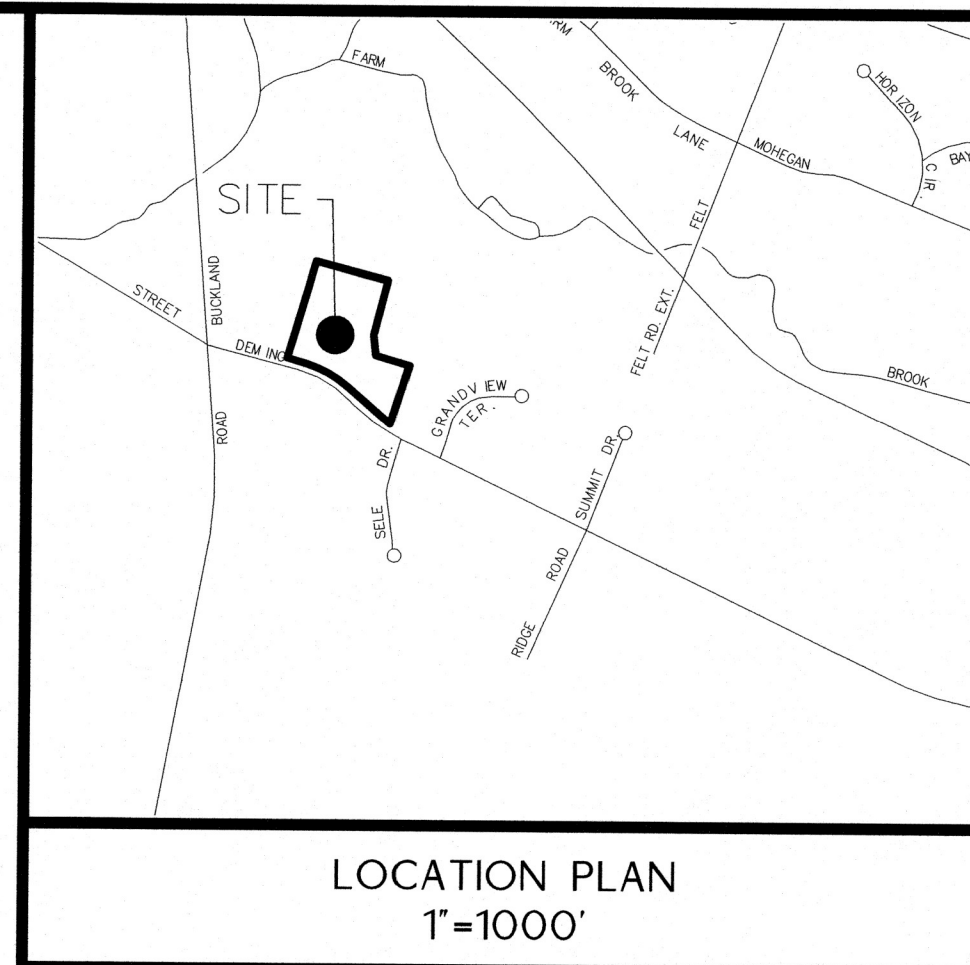 FARM
BROOK
LANE
MOHEGAN
HORIZON
CIR.
FELT
SITE
BUCKLAND
ROAD
STREET
DEMING
FELT RD. EXT.
BROOK
GRANDVIEW
TER.
SELE
DR.
SUMMIT DR.
RIDGE ROAD
LOCATION PLAN
1"=1000'